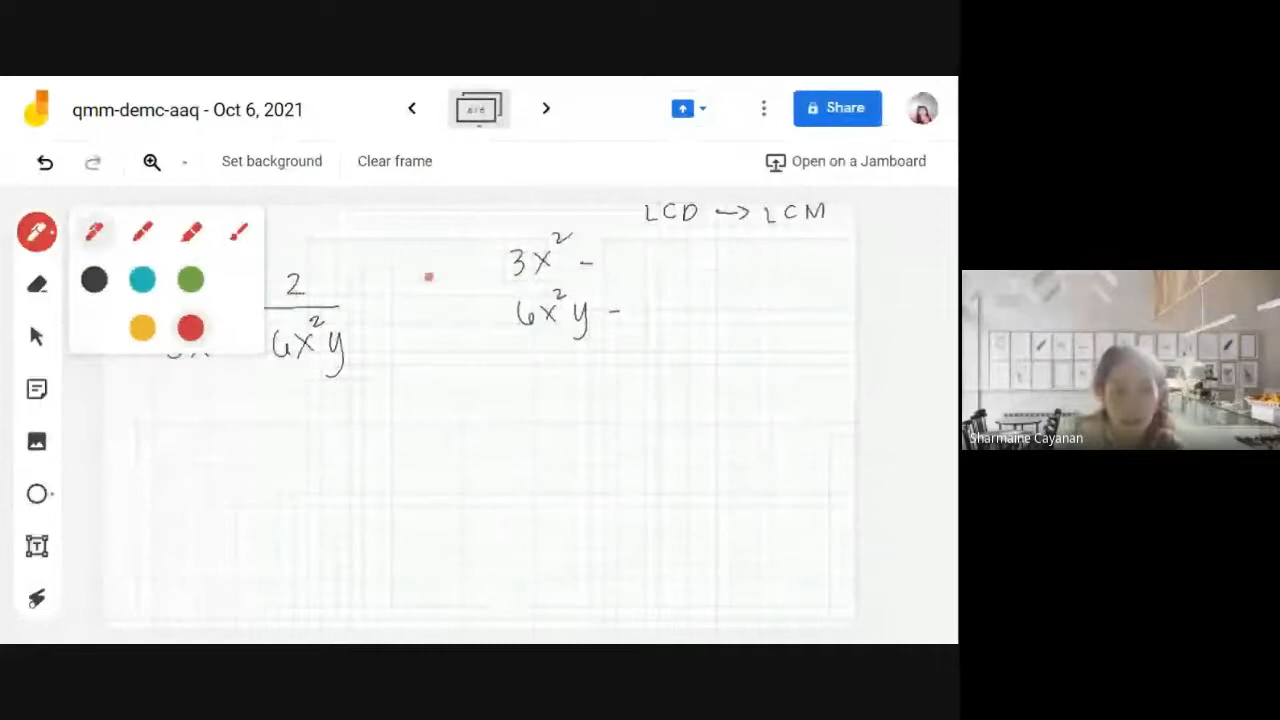 qmm-demc-aaq - Oct 6, 2021
Share
Set background
Clear frame
Open on a Jamboard
LCD → LCM
3x² -
6x²y -
2
6x²y
Sharmaine Cayanan